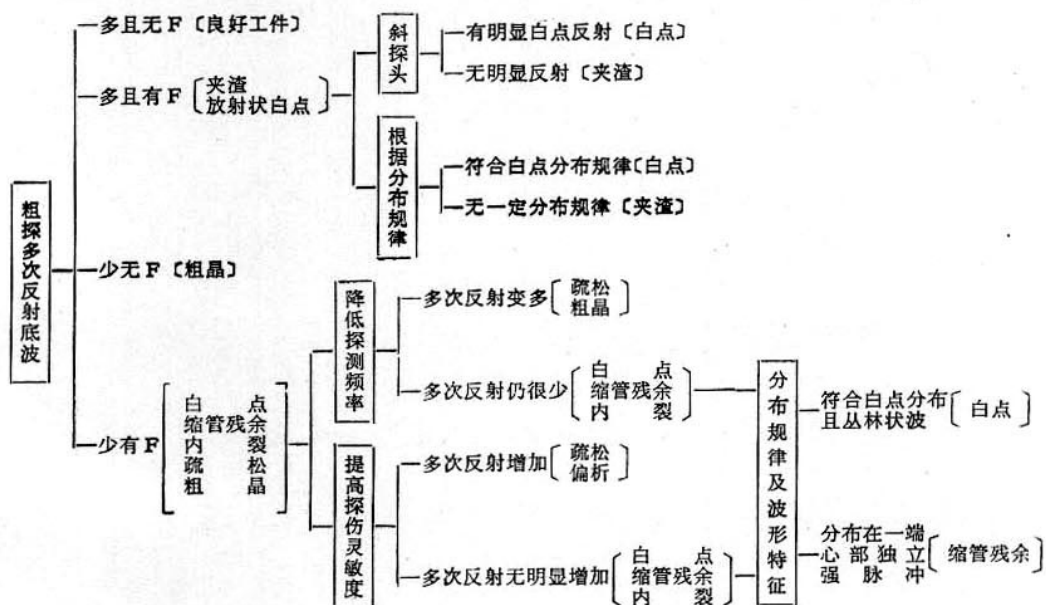 粗探多次反射底波
多且无 F〔良好工件〕
多且有 F
夹渣
放射状白点
斜探头
有明显白点反射〔白点〕
无明显反射〔夹渣〕
根据分布规律
符合白点分布规律〔白点〕
无一定分布规律〔夹渣〕
少无 F〔粗晶〕
少有 F
白点
缩管残余
内裂
疏松
粗晶
降低探测频率
多次反射变多
疏松
粗晶
多次反射仍很少
白点
缩管残余
内裂
提高探伤灵敏度
多次反射增加
疏松
偏析
多次反射无明显增加
白点
缩管残余
内裂
分布规律及波形特征
符合白点分布
且丛林状波
〔白点〕
分布在一端
心部独立
强脉冲
〔缩管残余〕